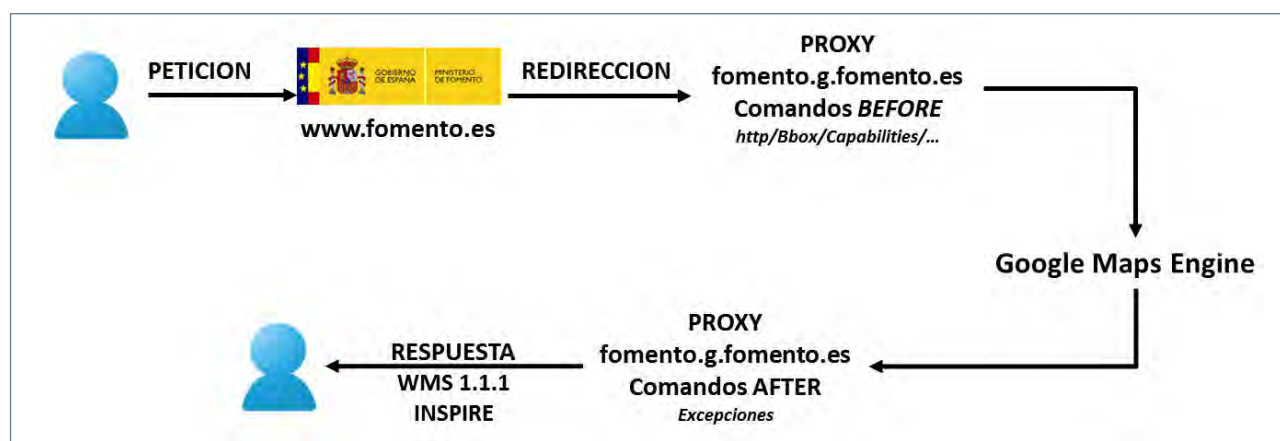 PETICION
GOBIERNO
DE ESPAÑA
MINISTERIO
DE FOMENTO
www.fomento.es
REDIRECCION
PROXY
fomento.g.fomento.es
Comandos BEFORE
http/Bbox/Capabilities/...
Google Maps Engine
PROXY
fomento.g.fomento.es
Comandos AFTER
Excepciones
RESPUESTA
WMS 1.1.1
INSPIRE